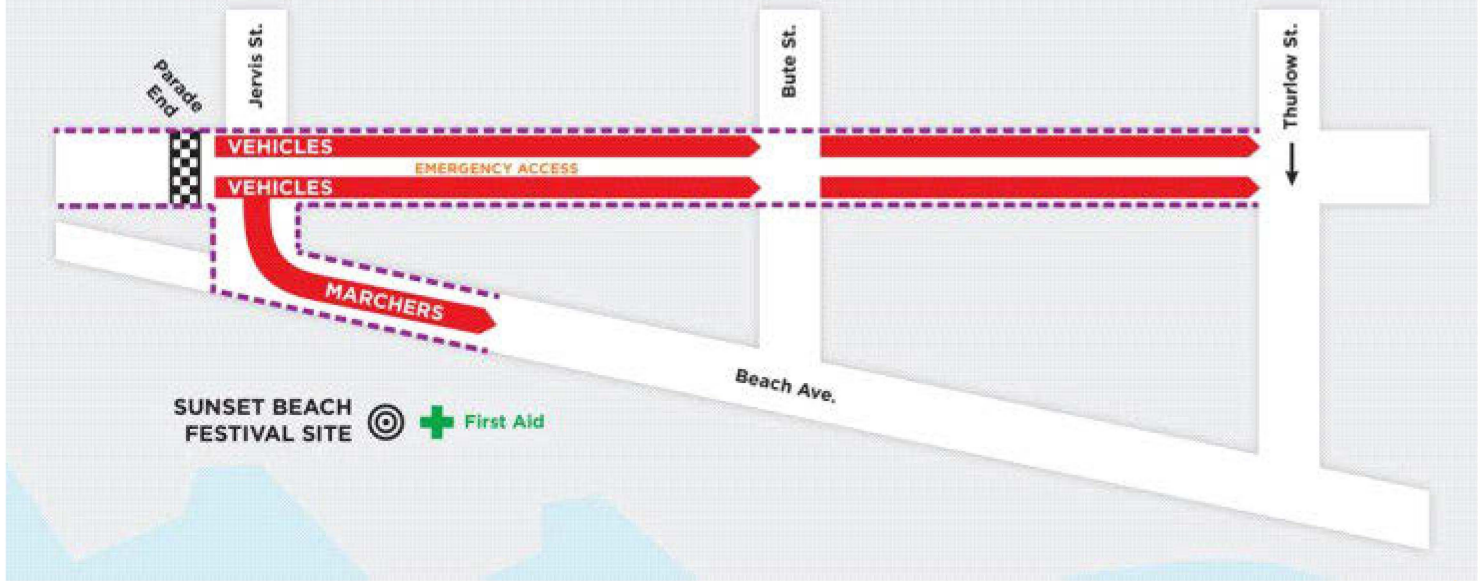 Parade
End
Jervis St.
Bute St.
Thurlow St.
VEHICLES
EMERGENCY ACCESS
VEHICLES
MARCHERS
Beach Ave.
SUNSET BEACH
FESTIVAL SITE
First Aid